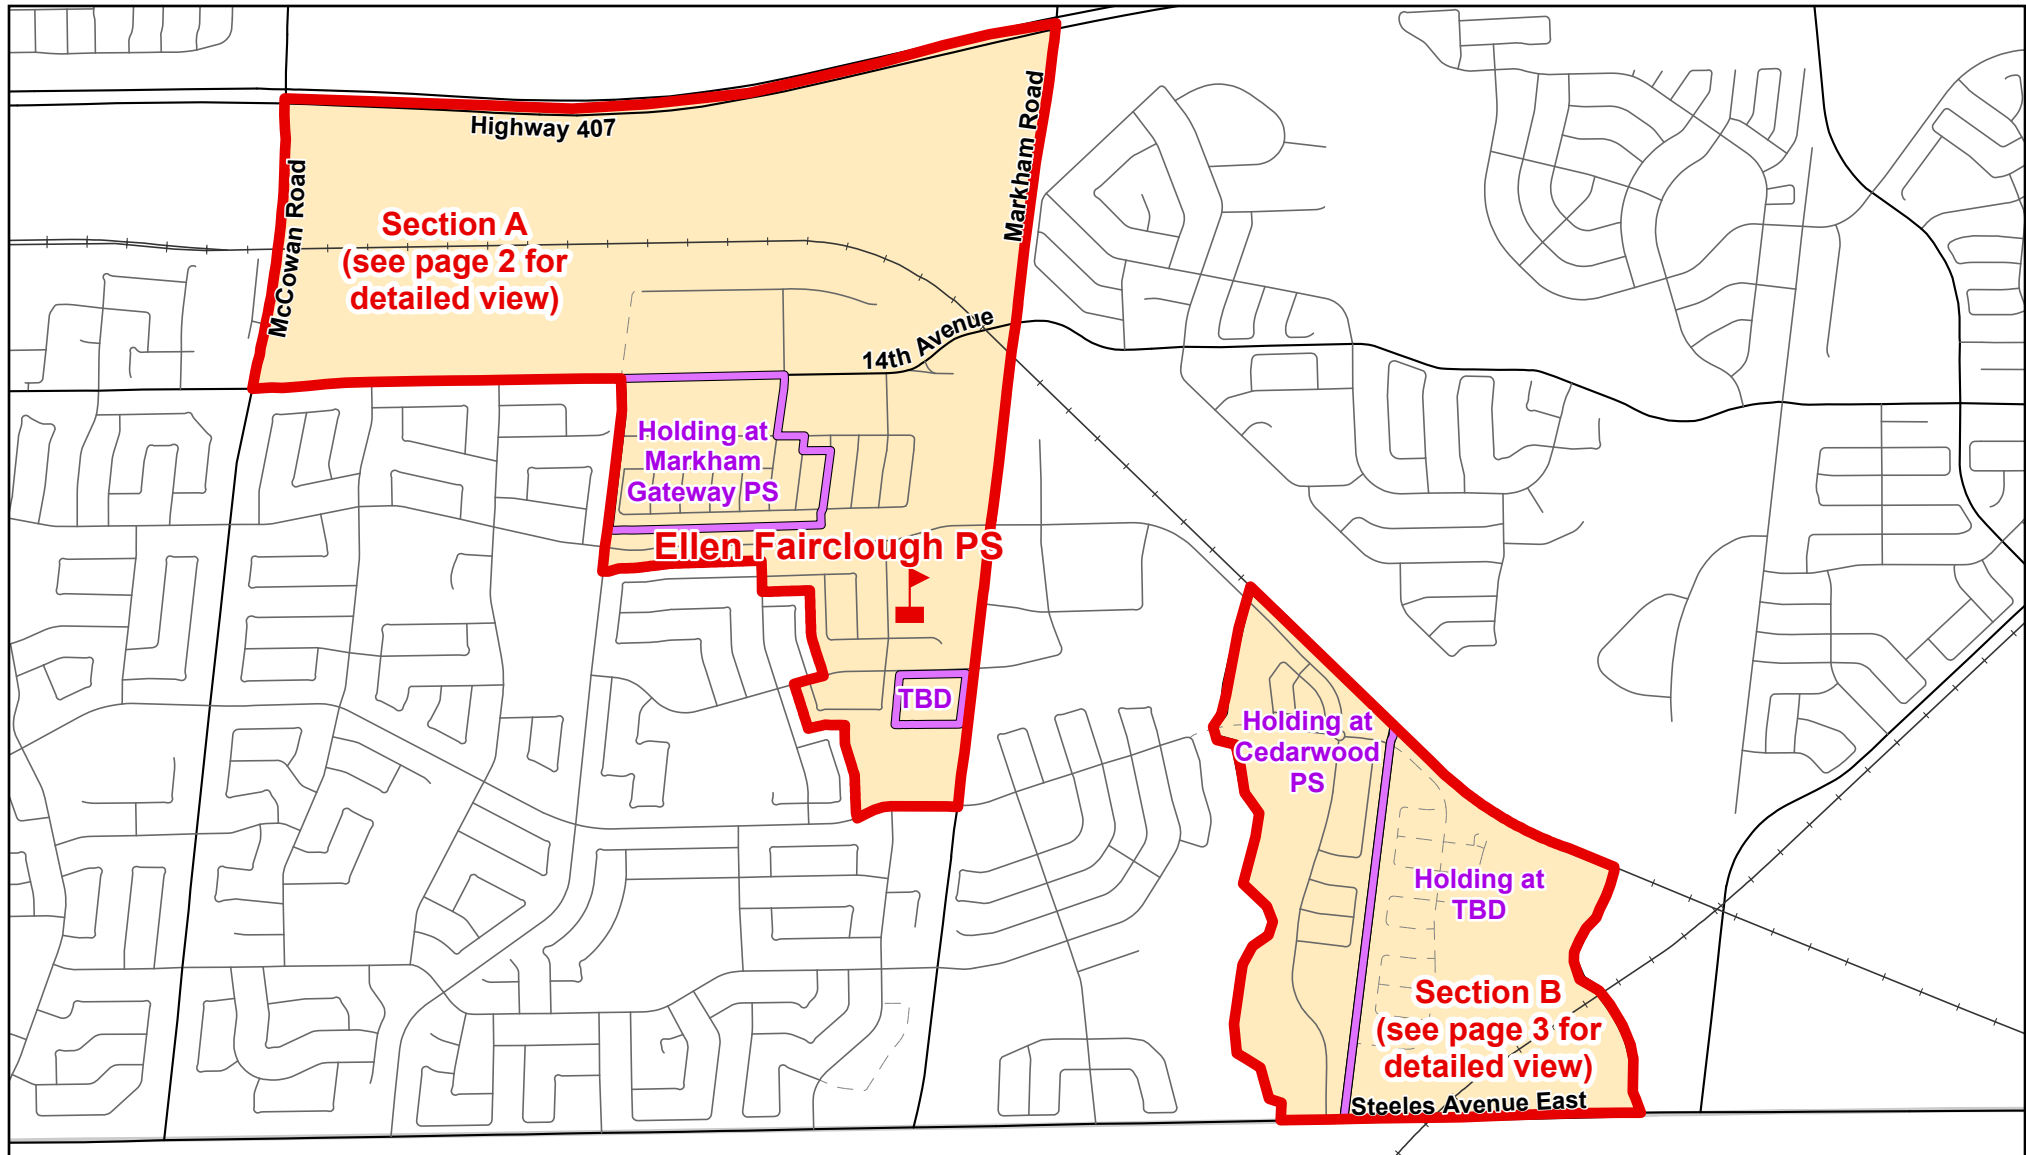 Highway 407
McCowan Road
Markham Road
Section A
(see page 2 for
detailed view)
14th Avenue
Holding at
Markham
Gateway PS
Ellen Fairclough PS
TBD
Holding at
Cedarwood
PS
Holding at
TBD
Section B
(see page 3 for
detailed view)
Steeles Avenue East